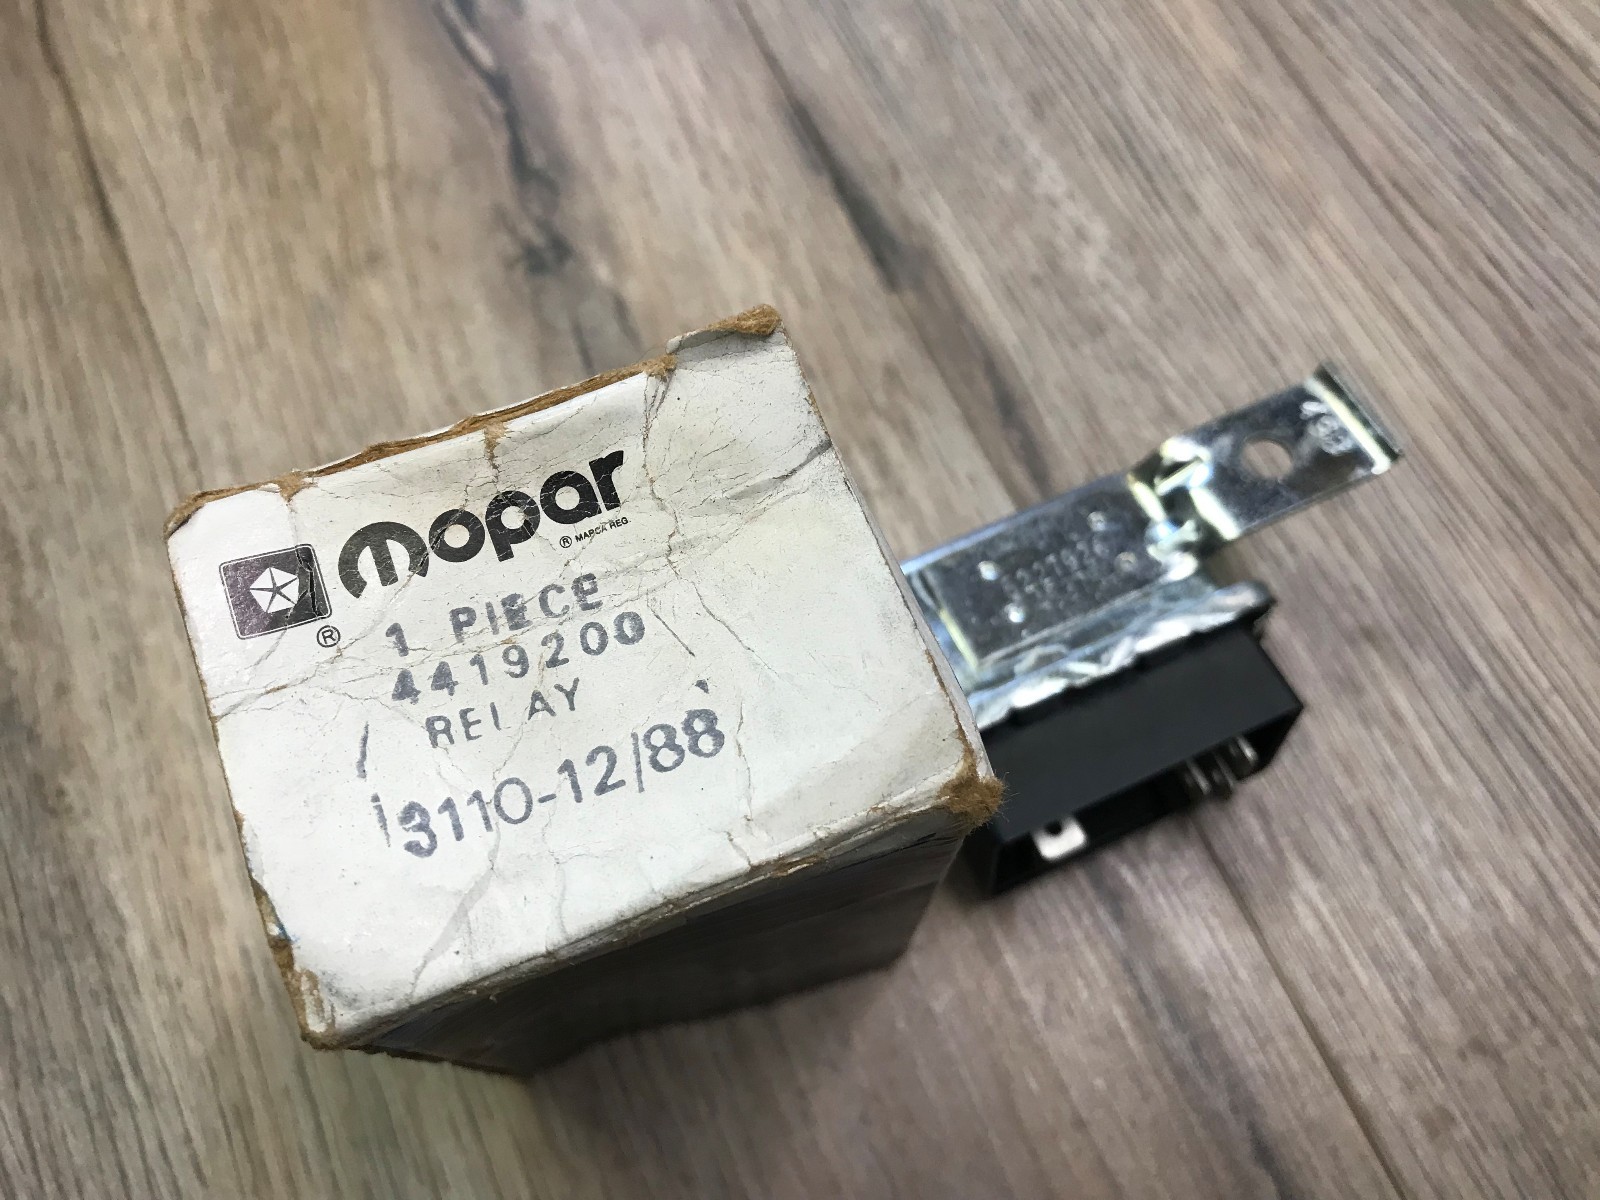 mopar
® MARCA REG.
®
1 PIECE
4419200
RELAY
3110-12/88